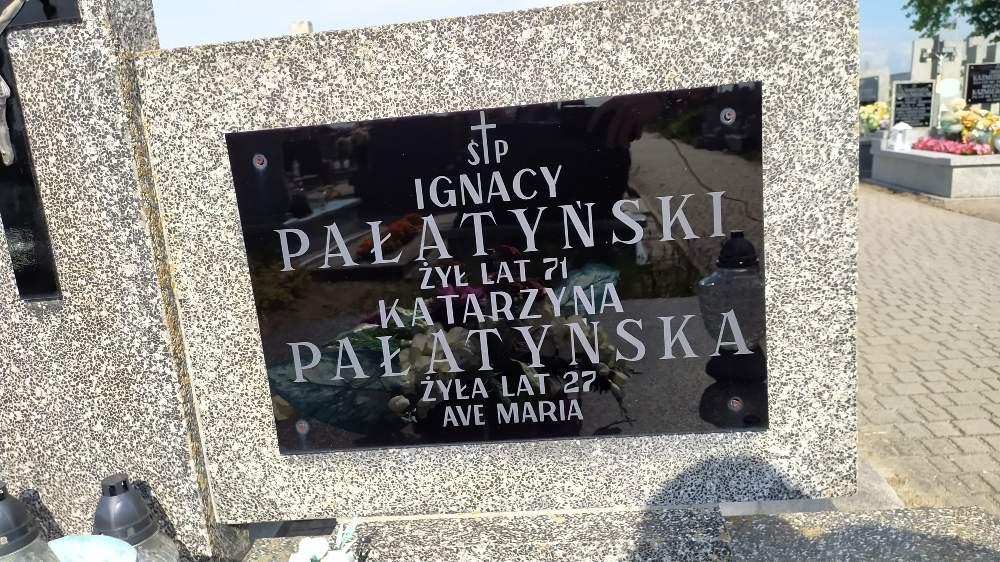 ŚP
IGNACY
PAŁATYŃSKI
ŻYŁ LAT 71
KATARZYNA
PAŁATYŃSKA
ŻYŁA LAT 27
AVE MARIA